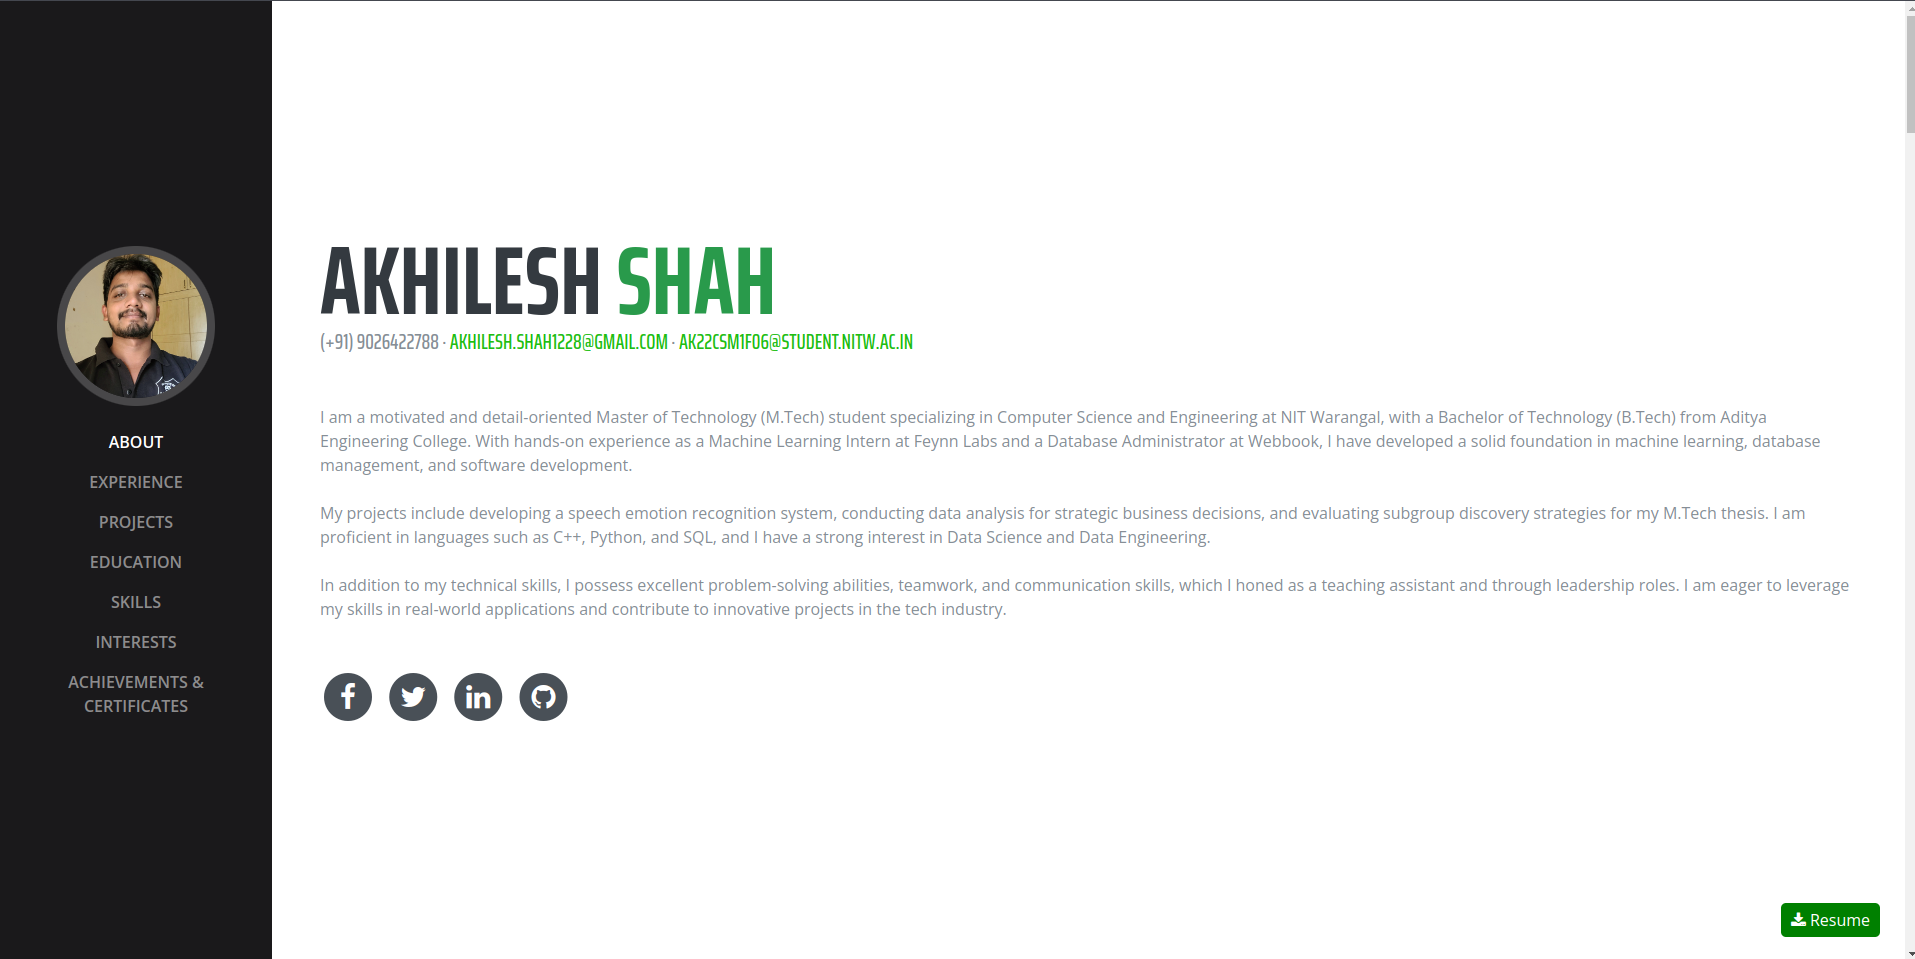 ABOUT
EXPERIENCE
PROJECTS
EDUCATION
SKILLS
INTERESTS
ACHIEVEMENTS &
CERTIFICATES
AKHILESH SHAH
(+91) 9026422788 · AKHILESH.SHAH1228@GMAIL.COM · AK22CSM1F06@STUDENT.NITW.AC.IN
I am a motivated and detail-oriented Master of Technology (M.Tech) student specializing in Computer Science and Engineering at NIT Warangal, with a Bachelor of Technology (B.Tech) from Aditya
Engineering College. With hands-on experience as a Machine Learning Intern at Feynn Labs and a Database Administrator at Webbook, I have developed a solid foundation in machine learning, database
management, and software development.
My projects include developing a speech emotion recognition system, conducting data analysis for strategic business decisions, and evaluating subgroup discovery strategies for my M.Tech thesis. I am
proficient in languages such as C++, Python, and SQL, and I have a strong interest in Data Science and Data Engineering.
In addition to my technical skills, I possess excellent problem-solving abilities, teamwork, and communication skills, which I honed as a teaching assistant and through leadership roles. I am eager to leverage
my skills in real-world applications and contribute to innovative projects in the tech industry.
Resume